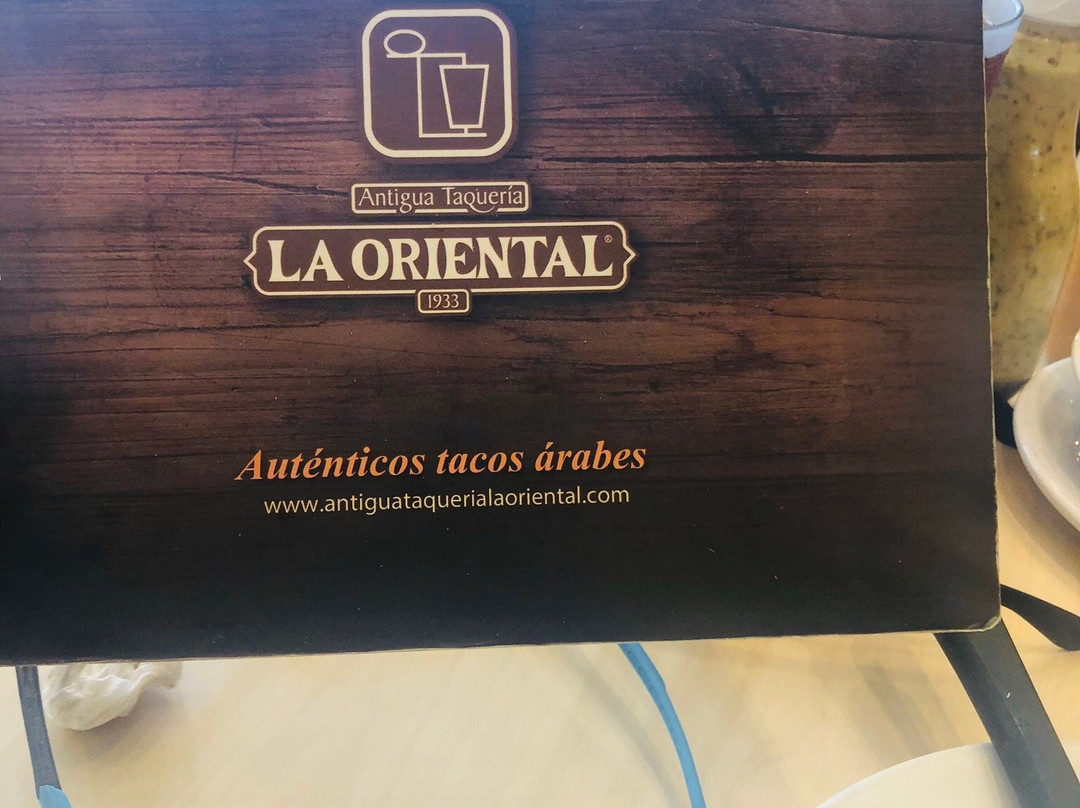 Antigua Taquería
LA ORIENTAL®
1933
Auténticos tacos árabes
www.antiguataquerialaoriental.com